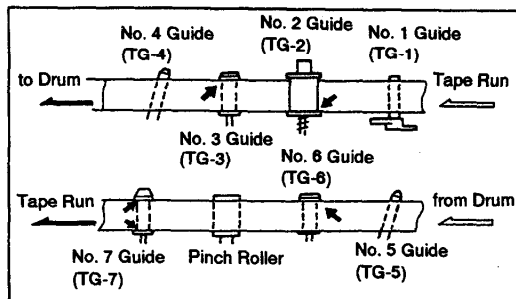 No. 4 Guide
(TG-4)
No. 2 Guide
(TG-2)
No. 1 Guide
(TG-1)
to Drum
Tape Run
No. 3 Guide
(TG-3)
No. 6 Guide
(TG-6)
Tape Run
from Drum
No. 7 Guide
(TG-7)
Pinch Roller
No. 5 Guide
(TG-5)